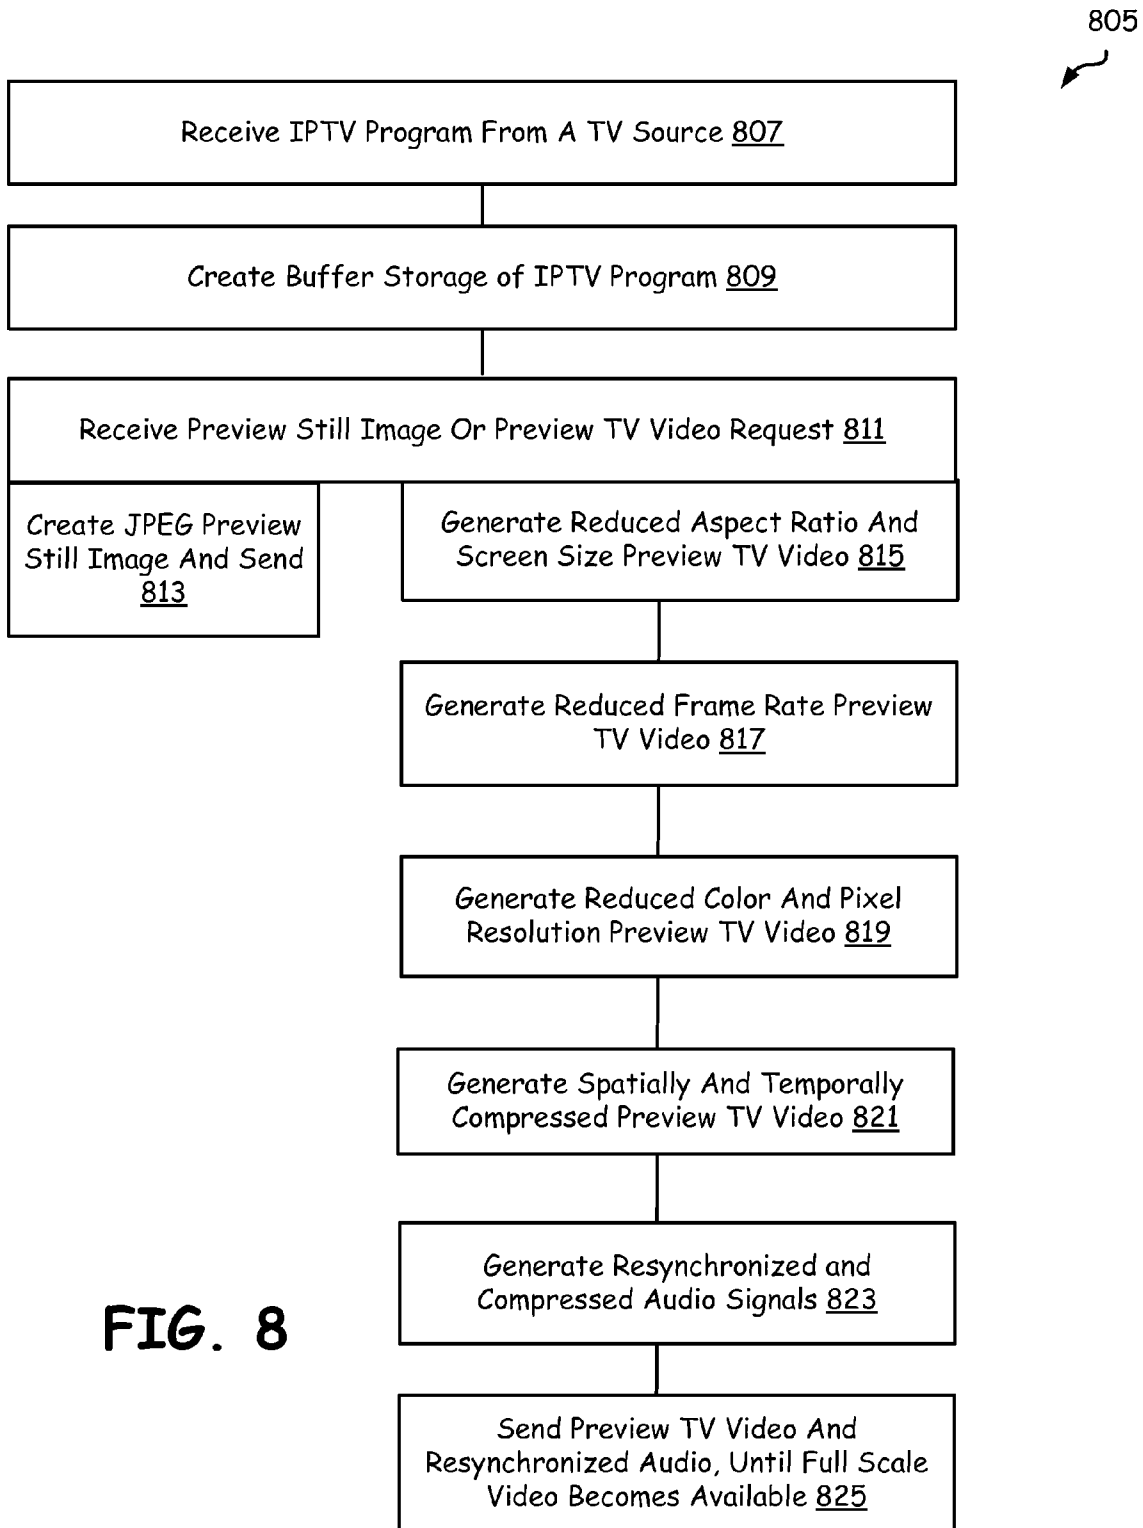 805
Receive IPTV Program From A TV Source 807
Create Buffer Storage of IPTV Program 809
Receive Preview Still Image Or Preview TV Video Request 811
Create JPEG Preview
Still Image And Send
813
Generate Reduced Aspect Ratio And
Screen Size Preview TV Video 815
Generate Reduced Frame Rate Preview
TV Video 817
Generate Reduced Color And Pixel
Resolution Preview TV Video 819
Generate Spatially And Temporally
Compressed Preview TV Video 821
Generate Resynchronized and
Compressed Audio Signals 823
FIG. 8
Send Preview TV Video And
Resynchronized Audio, Until Full Scale
Video Becomes Available 825